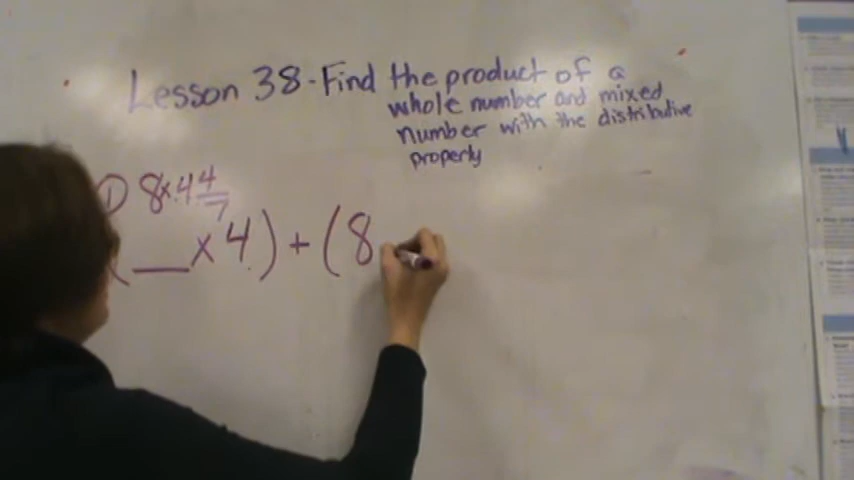 Lesson 38-Find the product of a
whole number and mixed
number with the distributive
property
① 8x4 4/7
(__x4)+(8